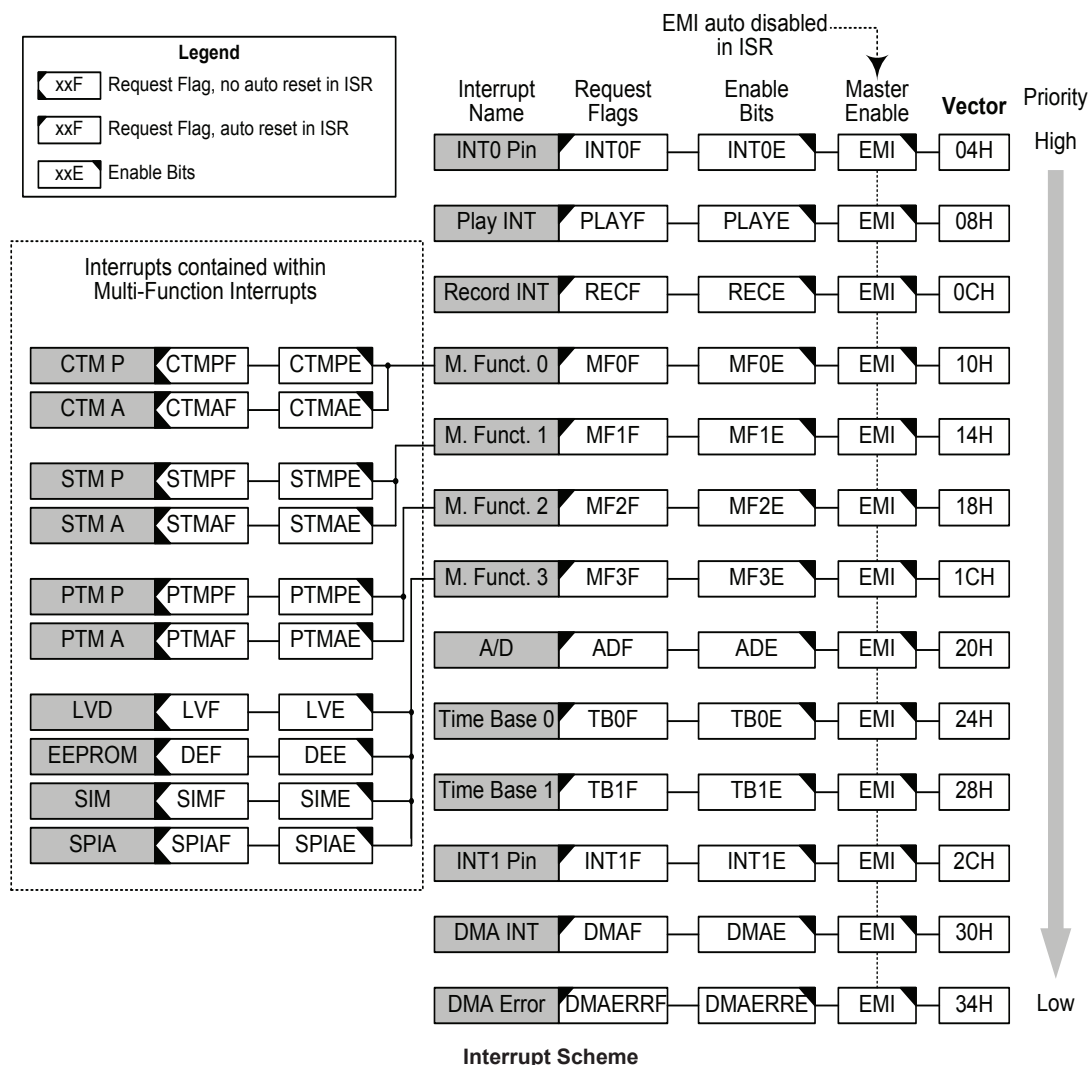 EMI auto disabled
in ISR
Legend
xxF Request Flag, no auto reset in ISR
xxF Request Flag, auto reset in ISR
xxE Enable Bits
Interrupt Name Request Flags Enable Bits Master Enable Vector Priority
INT0 Pin INT0F INT0E EMI 04H High
Play INT PLAYF PLAYE EMI 08H
Interrupts contained within
Multi-Function Interrupts
Record INT RECF RECE EMI 0CH
CTM P CTMPF CTMPE M. Funct. 0 MF0F MF0E EMI 10H
CTM A CTMAF CTMAE
M. Funct. 1 MF1F MF1E EMI 14H
STM P STMPF STMPE
STM A STMAF STMAE
M. Funct. 2 MF2F MF2E EMI 18H
M. Funct. 3 MF3F MF3E EMI 1CH
PTM P PTMPF PTMPE
PTM A PTMAF PTMAE
A/D ADF ADE EMI 20H
LVD LVF LVE
Time Base 0 TB0F TB0E EMI 24H
EEPROM DEF DEE
SIM SIMF SIME
Time Base 1 TB1F TB1E EMI 28H
SPIA SPIAF SPIAE
INT1 Pin INT1F INT1E EMI 2CH
DMA INT DMAF DMAE EMI 30H
DMA Error DMAERRF DMAERRE EMI 34H Low
Interrupt Scheme